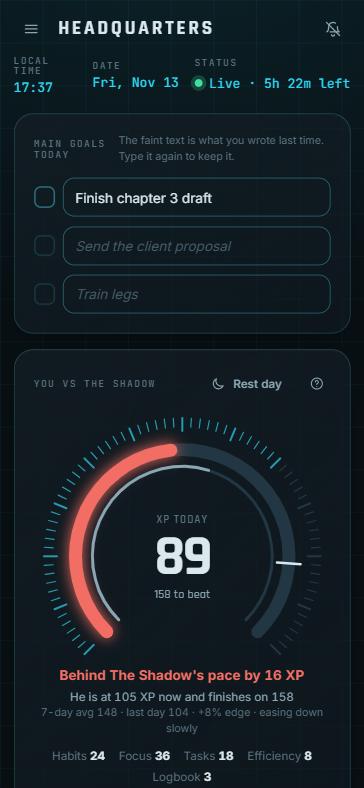 HEADQUARTERS
LOCAL TIME
17:37
DATE
Fri, Nov 13
STATUS
Live · 5h 22m left
MAIN GOALS TODAY
The faint text is what you wrote last time.
Type it again to keep it.
Finish chapter 3 draft
Send the client proposal
Train legs
YOU VS THE SHADOW
Rest day
XP TODAY
89
158 to beat
Behind The Shadow's pace by 16 XP
He is at 105 XP now and finishes on 158
7-day avg 148 · last day 104 · +8% edge · easing down
slowly
Habits 24 Focus 36 Tasks 18 Efficiency 8
Logbook 3